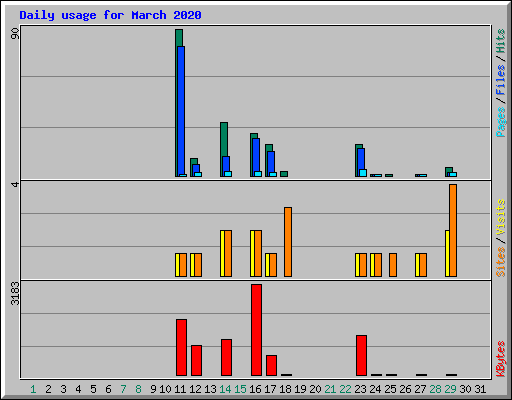 Daily usage for March 2020
90
Pages / Files / Hits
4
Sites / Visits
3183
KBytes
1 2 3 4 5 6 7 8 9 10 11 12 13 14 15 16 17 18 19 20 21 22 23 24 25 26 27 28 29 30 31